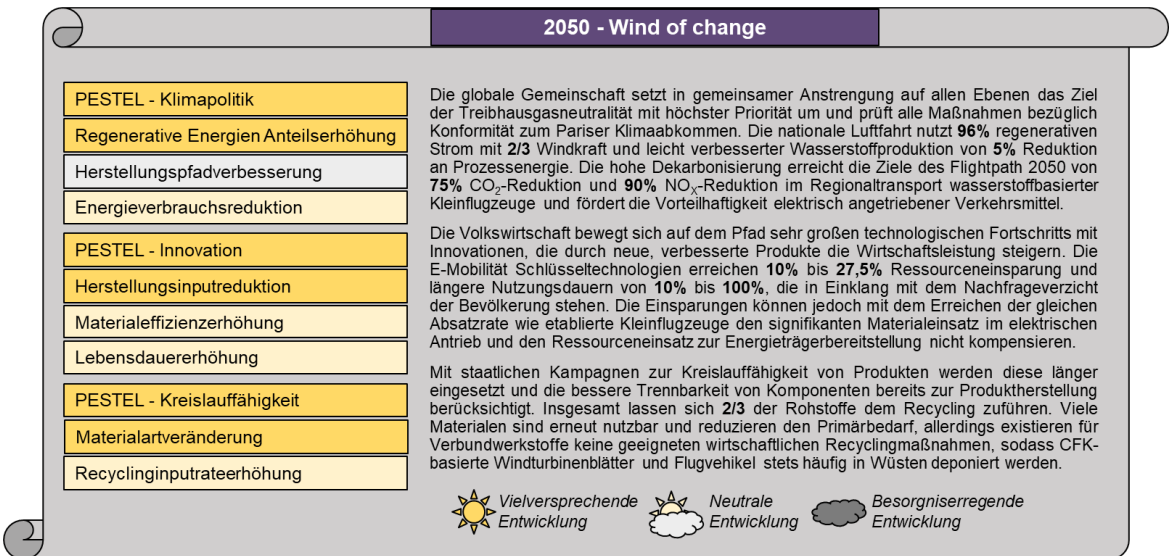 2050 - Wind of change
PESTEL - Klimapolitik
Regenerative Energien Anteilserhöhung
Herstellungspfadverbesserung
Energieverbrauchsreduktion
PESTEL - Innovation
Herstellungsinputreduktion
Materialeffizienzerhöhung
Lebensdauererhöhung
PESTEL - Kreislauffähigkeit
Materialartveränderung
Recyclinginputrateerhöhung
Die globale Gemeinschaft setzt in gemeinsamer Anstrengung auf allen Ebenen das Ziel
der Treibhausgasneutralität mit höchster Priorität um und prüft alle Maßnahmen bezüglich
Konformität zum Pariser Klimaabkommen. Die nationale Luftfahrt nutzt 96% regenerativen
Strom mit 2/3 Windkraft und leicht verbesserter Wasserstoffproduktion von 5% Reduktion
an Prozessenergie. Die hohe Dekarbonisierung erreicht die Ziele des Flightpath 2050 von
75% CO₂-Reduktion und 90% NOₓ-Reduktion im Regionaltransport wasserstoffbasierter
Kleinflugzeuge und fördert die Vorteilhaftigkeit elektrisch angetriebener Verkehrsmittel.
Die Volkswirtschaft bewegt sich auf dem Pfad sehr großen technologischen Fortschritts mit
Innovationen, die durch neue, verbesserte Produkte die Wirtschaftsleistung steigern. Die
E-Mobilität Schlüsseltechnologien erreichen 10% bis 27,5% Ressourceneinsparung und
längere Nutzungsdauern von 10% bis 100%, die in Einklang mit dem Nachfrageverzicht
der Bevölkerung stehen. Die Einsparungen können jedoch mit dem Erreichen der gleichen
Absatzrate wie etablierte Kleinflugzeuge den signifikanten Materialeinsatz im elektrischen
Antrieb und den Ressourceneinsatz zur Energieträgerbereitstellung nicht kompensieren.
Mit staatlichen Kampagnen zur Kreislauffähigkeit von Produkten werden diese länger
eingesetzt und die bessere Trennbarkeit von Komponenten bereits zur Produktherstellung
berücksichtigt. Insgesamt lassen sich 2/3 der Rohstoffe dem Recycling zuführen. Viele
Materialen sind erneut nutzbar und reduzieren den Primärbedarf, allerdings existieren für
Verbundwerkstoffe keine geeigneten wirtschaftlichen Recyclingmaßnahmen, sodass CFK-
basierte Windturbinenblätter und Flugvehikel stets häufig in Wüsten deponiert werden.
Vielversprechende
Entwicklung
Neutrale
Entwicklung
Besorgniserregende
Entwicklung